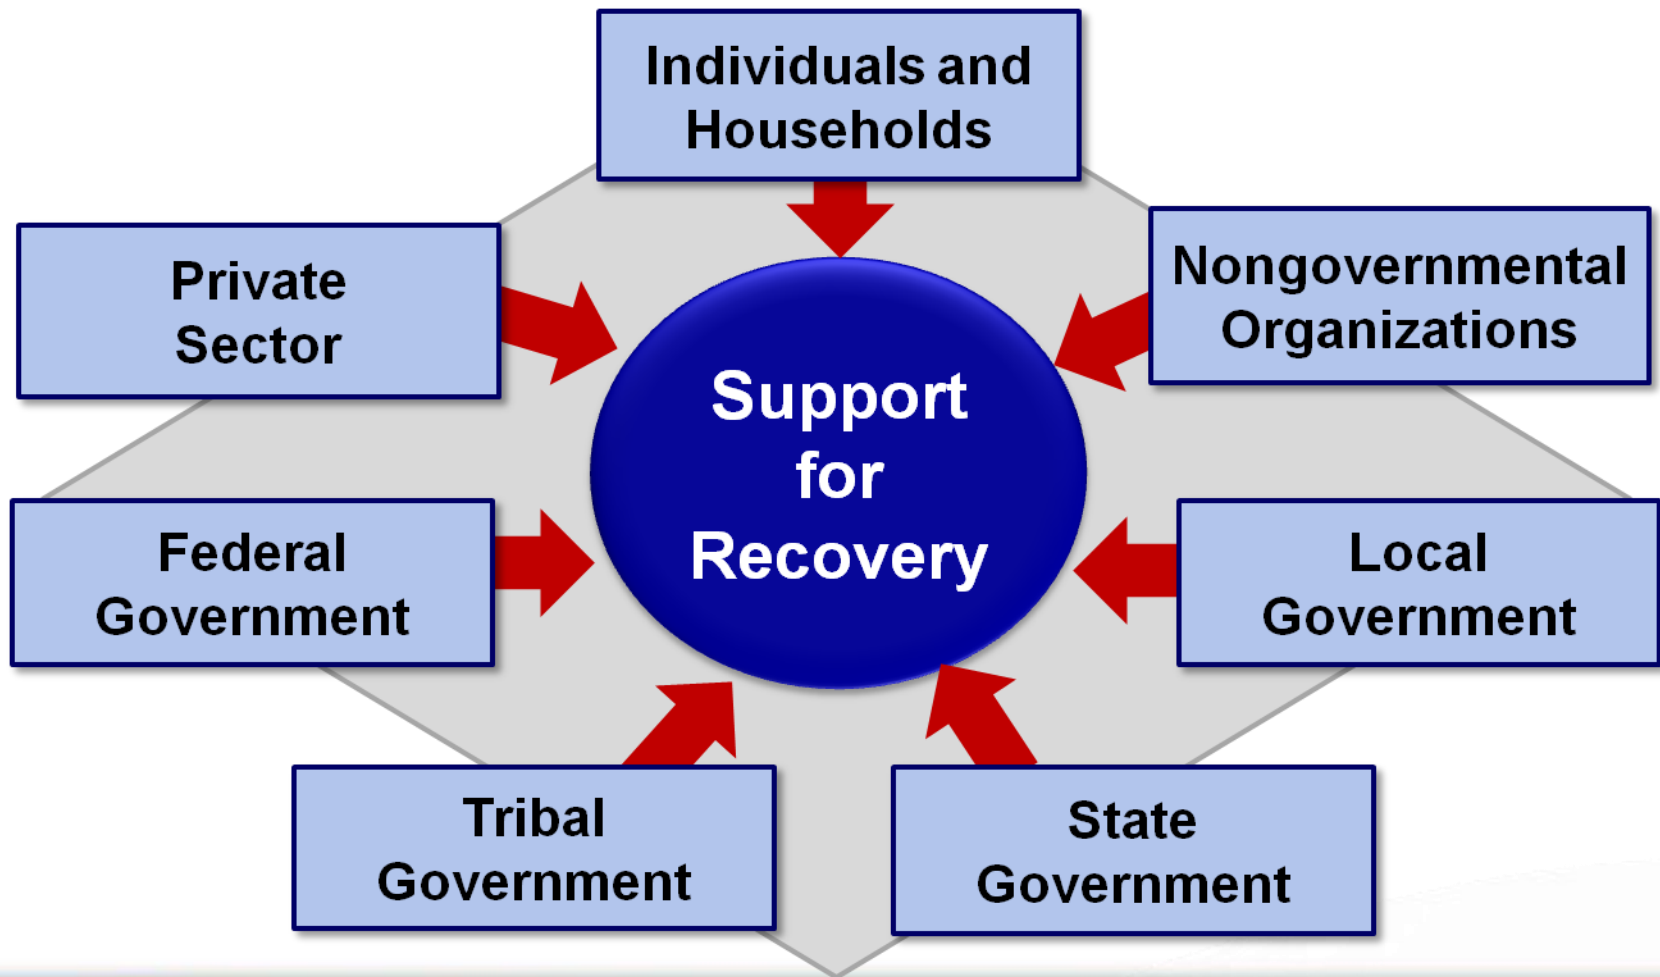 Individuals and
Households
Private
Sector
Nongovernmental
Organizations
Support
for
Recovery
Federal
Government
Local
Government
Tribal
Government
State
Government